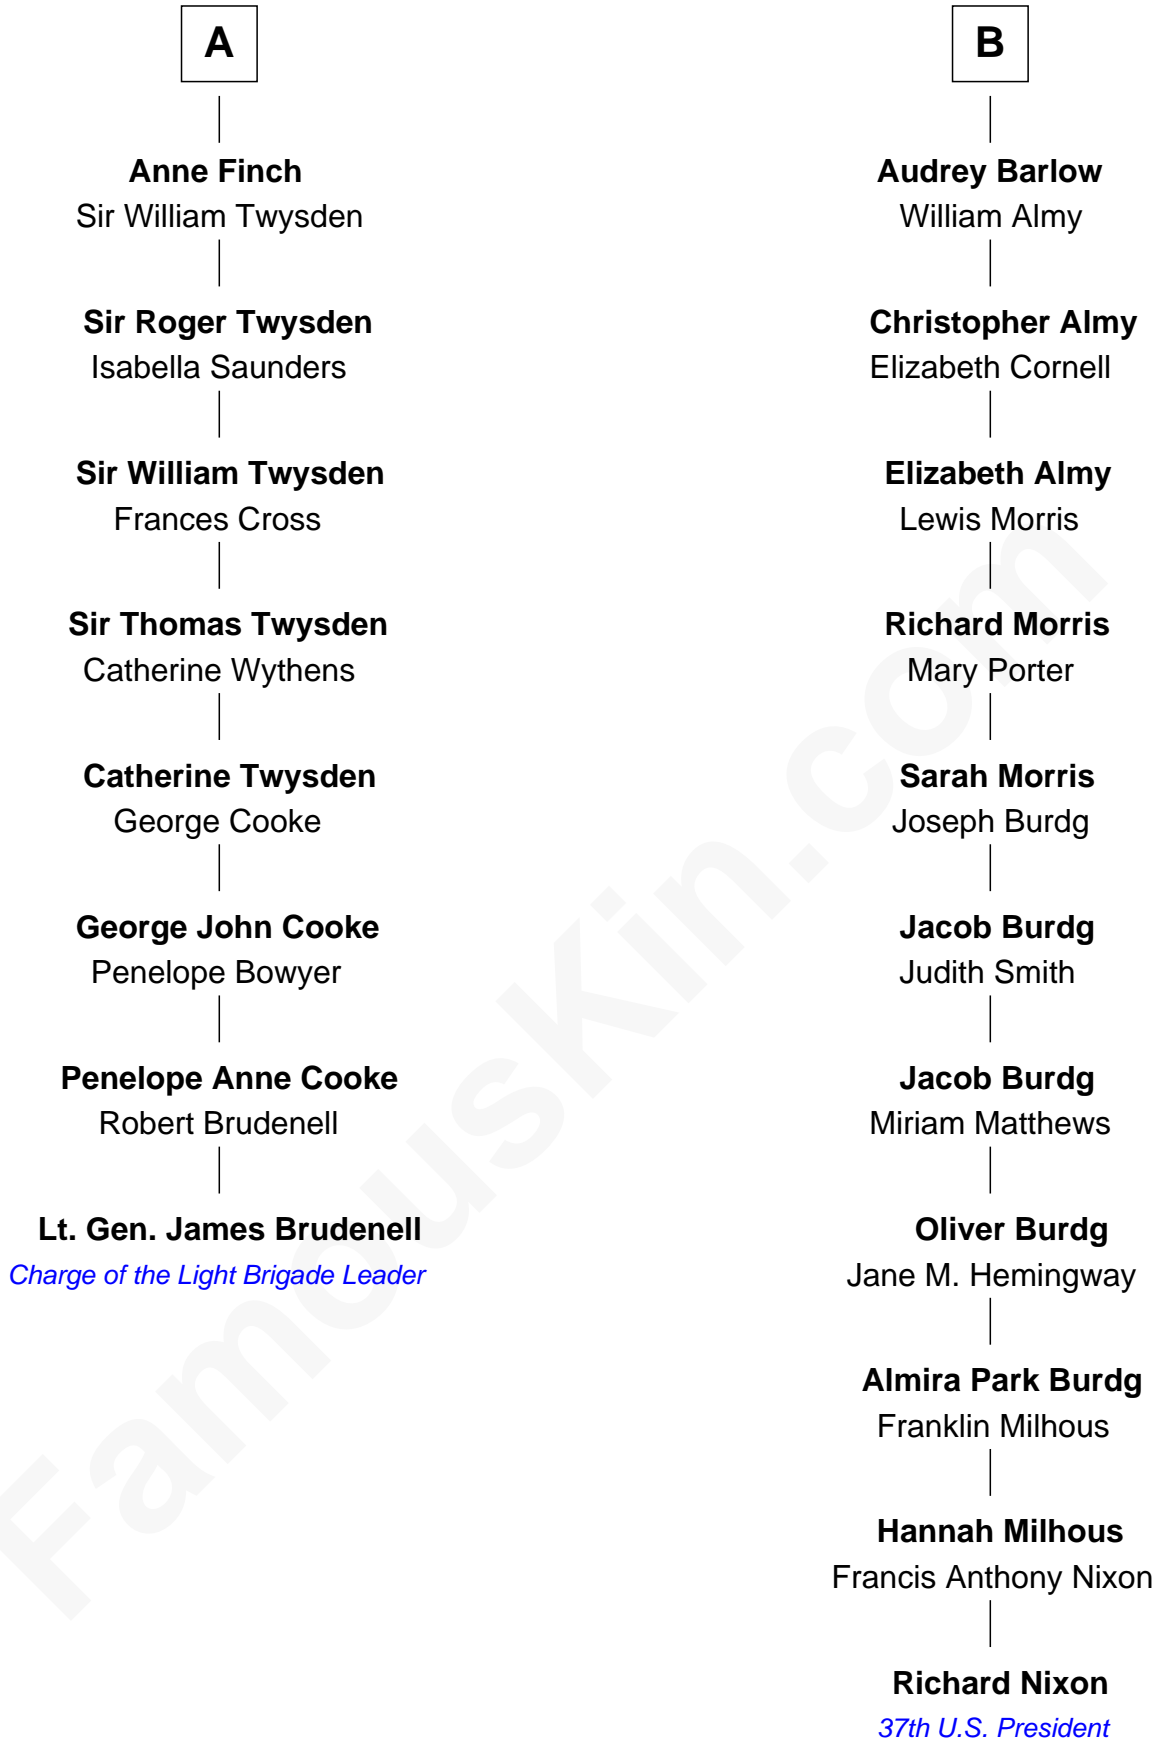 A
Anne Finch
Sir William Twysden
Sir Roger Twysden
Isabella Saunders
Sir William Twysden
Frances Cross
Sir Thomas Twysden
Catherine Wythens
Catherine Twysden
George Cooke
George John Cooke
Penelope Bowyer
Penelope Anne Cooke
Robert Brudenell
Lt. Gen. James Brudenell
Charge of the Light Brigade Leader
B
Audrey Barlow
William Almy
Christopher Almy
Elizabeth Cornell
Elizabeth Almy
Lewis Morris
Richard Morris
Mary Porter
Sarah Morris
Joseph Burdg
Jacob Burdg
Judith Smith
Jacob Burdg
Miriam Matthews
Oliver Burdg
Jane M. Hemingway
Almira Park Burdg
Franklin Milhous
Hannah Milhous
Francis Anthony Nixon
Richard Nixon
37th U.S. President
FamousKin.com